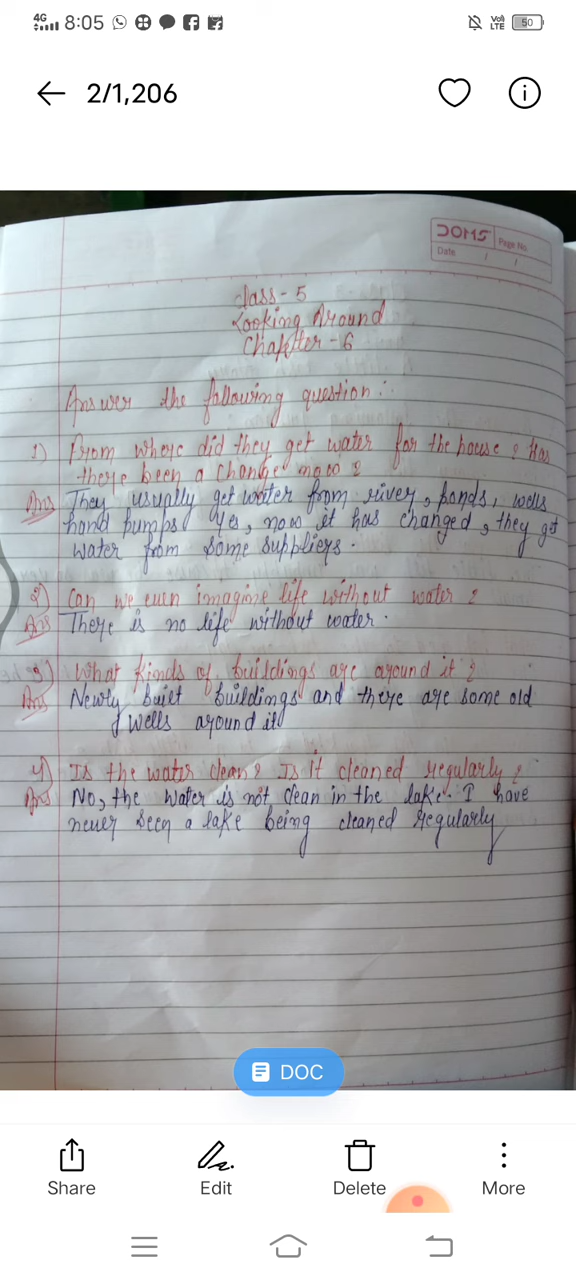 4G 8:05 Vo) LTE 50
2/1,206
DOMS Page No.
Date / /
Class - 5
Looking Around
Chapter - 6
Answer the following question :
1) From where did they get water for the house ? Has
there been a change now ?
Ans They usually get water from river, ponds, wells
hand pumps Yes, now it has changed, they get
water from some suppliers.
2) Can we even imagine life without water ?
Ans There is no life without water.
3) What kinds of buildings are around it ?
Ans Newly built buildings and there are some old
wells around it
4) Is the water clean? Is it cleaned regularly ?
Ans No, the water is not clean in the lake. I have
never seen a lake being cleaned regularly
DOC
Share Edit Delete More